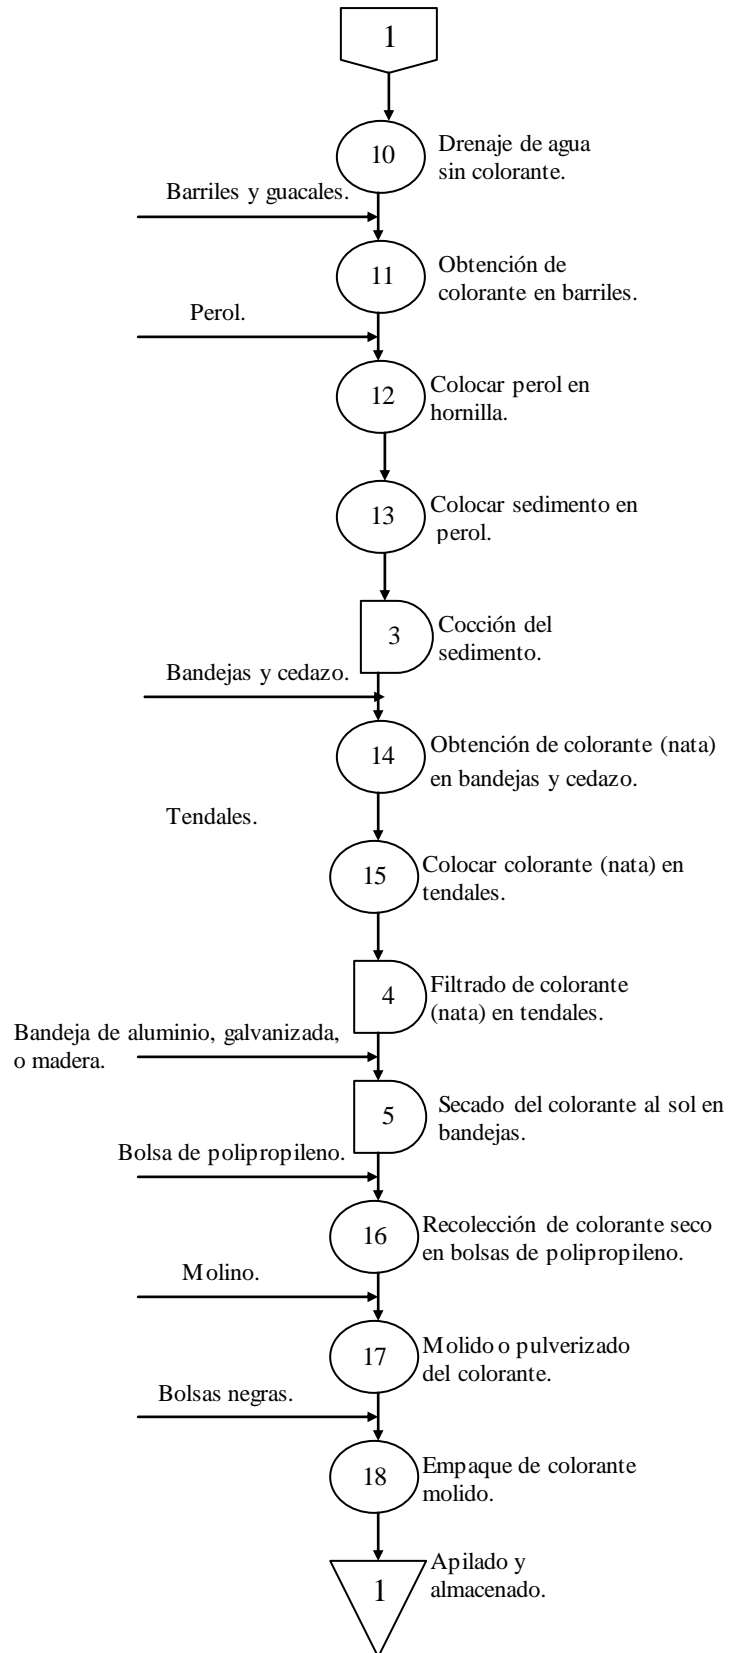 1
10
Drenaje de agua
sin colorante.
Barriles y guacales.
11
Obtención de
colorante en barriles.
Perol.
12
Colocar perol en
hornilla.
13
Colocar sedimento en
perol.
3
Cocción del
sedimento.
Bandejas y cedazo.
14
Obtención de colorante (nata)
en bandejas y cedazo.
Tendales.
15
Colocar colorante (nata) en
tendales.
4
Filtrado de colorante
(nata) en tendales.
Bandeja de aluminio, galvanizada,
o madera.
5
Secado del colorante al sol en
bandejas.
Bolsa de polipropileno.
16
Recolección de colorante seco
en bolsas de polipropileno.
Molino.
17
Molido o pulverizado
del colorante.
Bolsas negras.
18
Empaque de colorante
molido.
1
Apilado y
almacenado.